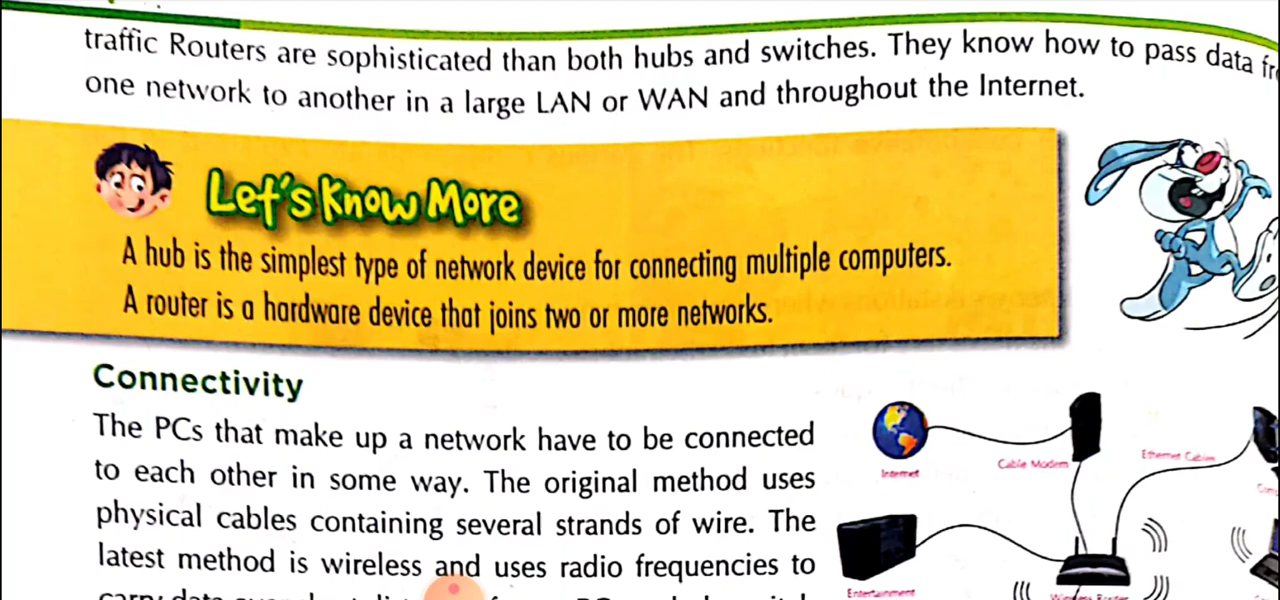 traffic Routers are sophisticated than both hubs and switches. They know how to pass data
one network to another in a large LAN or WAN and throughout the Internet.
Let's Know More
A hub is the simplest type of network device for connecting multiple computers.
A router is a hardware device that joins two or more networks.
Connectivity
The PCs that make up a network have to be connected
to each other in some way. The original method uses
physical cables containing several strands of wire. The
latest method is wireless and uses radio frequencies to
Internet
Cable Modem
Ethernet Cables
Entertainment
Wireless Router